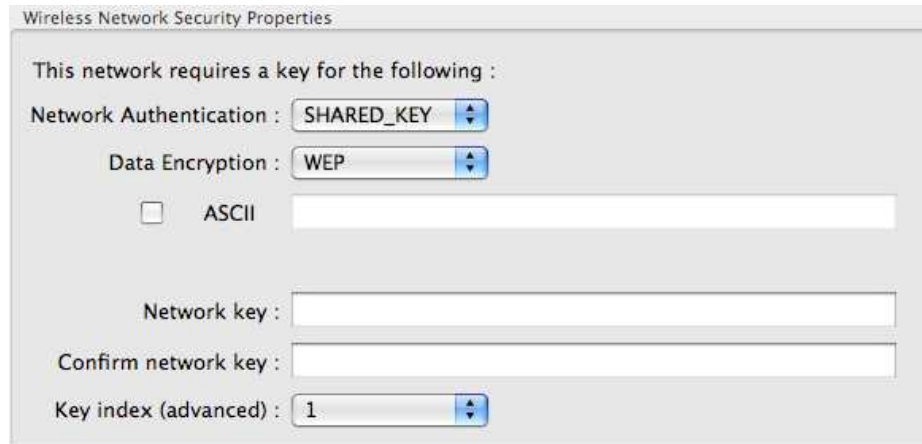 Wireless Network Security Properties
This network requires a key for the following :
Network Authentication : SHARED_KEY
Data Encryption : WEP
ASCII
Network key :
Confirm network key :
Key index (advanced) : 1